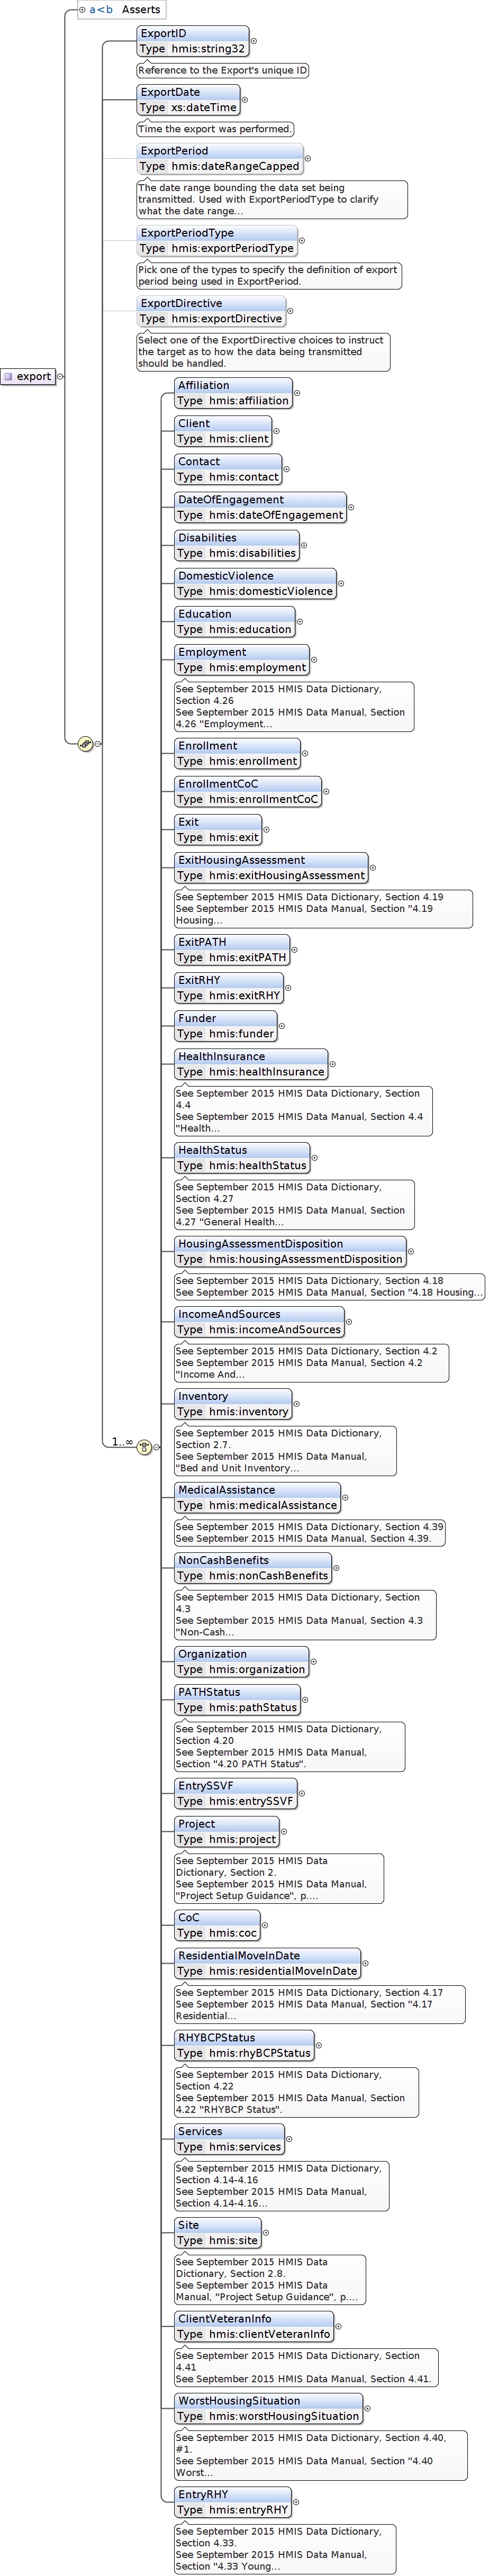 a<b Asserts
ExportID
Type hmis:string32
Reference to the Export's unique ID
ExportDate
Type xs:dateTime
Time the export was performed.
ExportPeriod
Type hmis:dateRangeCapped
The date range bounding the data set being
transmitted. Used with ExportPeriodType to clarify
what the date range...
ExportPeriodType
Type hmis:exportPeriodType
Pick one of the types to specify the definition of export
period being used in ExportPeriod.
ExportDirective
Type hmis:exportDirective
Select one of the ExportDirective choices to instruct
the target as to how the data being transmitted
should be handled.
export
Affiliation
Type hmis:affiliation
Client
Type hmis:client
Contact
Type hmis:contact
DateOfEngagement
Type hmis:dateOfEngagement
Disabilities
Type hmis:disabilities
DomesticViolence
Type hmis:domesticViolence
Education
Type hmis:education
Employment
Type hmis:employment
See September 2015 HMIS Data Dictionary,
Section 4.26
See September 2015 HMIS Data Manual, Section
4.26 "Employment...
Enrollment
Type hmis:enrollment
EnrollmentCoC
Type hmis:enrollmentCoC
Exit
Type hmis:exit
ExitHousingAssessment
Type hmis:exitHousingAssessment
See September 2015 HMIS Data Dictionary, Section 4.19
See September 2015 HMIS Data Manual, Section "4.19
Housing...
ExitPATH
Type hmis:exitPATH
ExitRHY
Type hmis:exitRHY
Funder
Type hmis:funder
HealthInsurance
Type hmis:healthInsurance
See September 2015 HMIS Data Dictionary, Section
4.4
See September 2015 HMIS Data Manual, Section 4.4
"Health...
HealthStatus
Type hmis:healthStatus
See September 2015 HMIS Data Dictionary,
Section 4.27
See September 2015 HMIS Data Manual, Section
4.27 "General Health...
HousingAssessmentDisposition
Type hmis:housingAssessmentDisposition
See September 2015 HMIS Data Dictionary, Section 4.18
See September 2015 HMIS Data Manual, Section "4.18 Housing...
IncomeAndSources
Type hmis:incomeAndSources
See September 2015 HMIS Data Dictionary, Section 4.2
See September 2015 HMIS Data Manual, Section 4.2
"Income And...
Inventory
Type hmis:inventory
See September 2015 HMIS Data Dictionary,
Section 2.7.
See September 2015 HMIS Data Manual,
"Bed and Unit Inventory...
1..∞
MedicalAssistance
Type hmis:medicalAssistance
See September 2015 HMIS Data Dictionary, Section 4.39
See September 2015 HMIS Data Manual, Section 4.39.
NonCashBenefits
Type hmis:nonCashBenefits
See September 2015 HMIS Data Dictionary, Section
4.3
See September 2015 HMIS Data Manual, Section 4.3
"Non-Cash...
Organization
Type hmis:organization
PATHStatus
Type hmis:pathStatus
See September 2015 HMIS Data Dictionary,
Section 4.20
See September 2015 HMIS Data Manual,
Section "4.20 PATH Status".
EntrySSVF
Type hmis:entrySSVF
Project
Type hmis:project
See September 2015 HMIS Data
Dictionary, Section 2.
See September 2015 HMIS Data Manual,
"Project Setup Guidance", p....
CoC
Type hmis:coc
ResidentialMoveInDate
Type hmis:residentialMoveInDate
See September 2015 HMIS Data Dictionary, Section 4.17
See September 2015 HMIS Data Manual, Section "4.17
Residential...
RHYBCPStatus
Type hmis:rhyBCPStatus
See September 2015 HMIS Data Dictionary,
Section 4.22
See September 2015 HMIS Data Manual, Section
4.22 "RHYBCP Status".
Services
Type hmis:services
See September 2015 HMIS Data Dictionary,
Section 4.14-4.16
See September 2015 HMIS Data Manual,
Section 4.14-4.16...
Site
Type hmis:site
See September 2015 HMIS Data
Dictionary, Section 2.8.
See September 2015 HMIS Data
Manual, "Project Setup Guidance", p....
ClientVeteranInfo
Type hmis:clientVeteranInfo
See September 2015 HMIS Data Dictionary, Section
4.41
See September 2015 HMIS Data Manual, Section 4.41.
WorstHousingSituation
Type hmis:worstHousingSituation
See September 2015 HMIS Data Dictionary, Section 4.40,
#1.
See September 2015 HMIS Data Manual, Section "4.40
Worst...
EntryRHY
Type hmis:entryRHY
See September 2015 HMIS Data Dictionary,
Section 4.33.
See September 2015 HMIS Data Manual,
Section "4.33 Young...